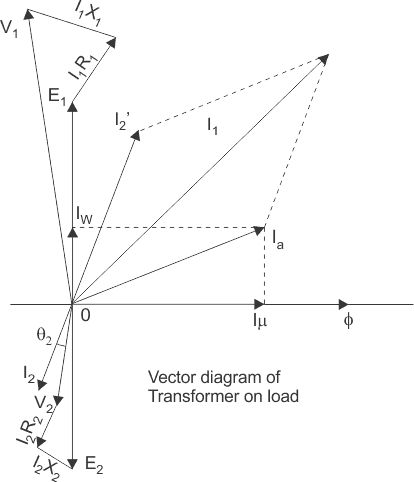 I₁X₁
V₁
I₁R₁
E₁
I₂’
I₁
I_W
Iₐ
0
Iμ
ϕ
θ₂
I₂
V₂
I₂R₂
I₂X₂
E₂
Vector diagram of
Transformer on load